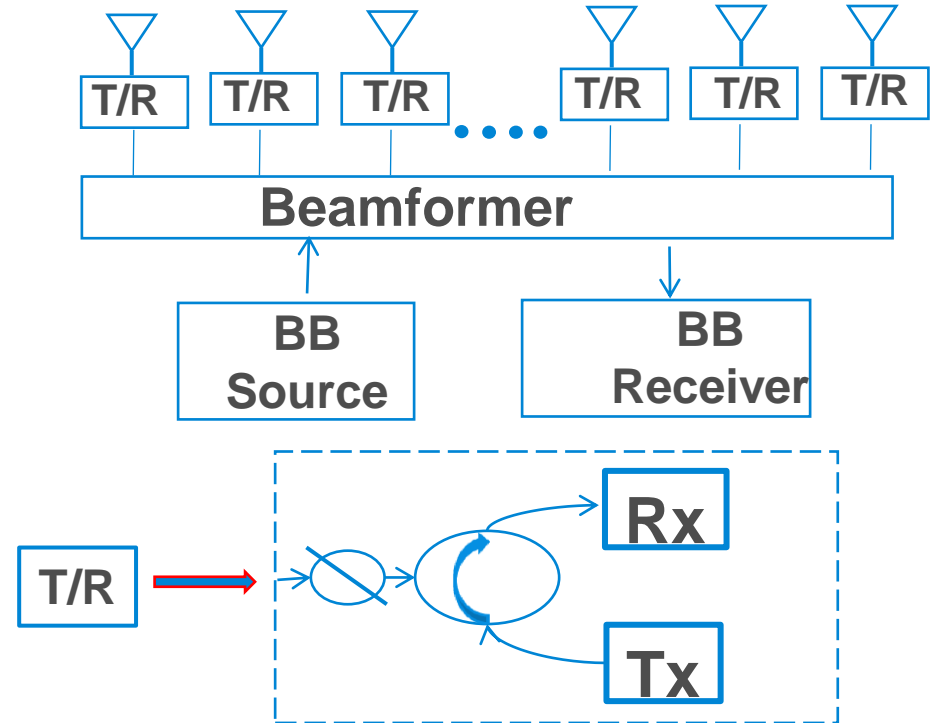 T/R T/R T/R T/R T/R T/R
Beamformer
BB
Source
BB
Receiver
Rx
T/R
Tx